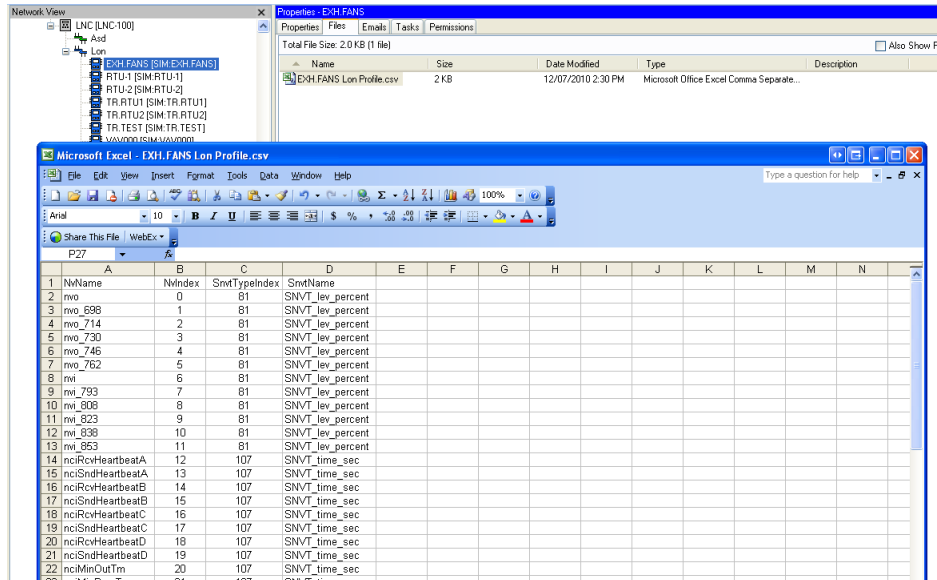 Network View
Properties - EXH.FANS
LNC [LNC-100]
Properties Files Emails Tasks Permissions
Asd
Total File Size: 2.0 KB (1 file)
Also Show F
Lon
EXH.FANS [SIM:EXH.FANS]
Name Size Date Modified Type Description
RTU-1 [SIM:RTU-1]
EXH.FANS Lon Profile.csv 2 KB 12/07/2010 2:30 PM Microsoft Office Excel Comma Separate...
RTU-2 [SIM:RTU-2]
TR.RTU1 [SIM:TR.RTU1]
TR.RTU2 [SIM:TR.RTU2]
TR.TEST [SIM:TR.TEST]
VAV000 [SIM:VAV000]
Microsoft Excel - EXH.FANS Lon Profile.csv
File Edit View Insert Format Tools Data Window Help
Type a question for help
100%
Arial 10 B I U $ % ,
Share This File WebEx
P27 fx
A B C D E F G H I J K L M N
1 NvName NvIndex SnvtTypeIndex SnvtName
2 nvo 0 81 SNVT_lev_percent
3 nvo_698 1 81 SNVT_lev_percent
4 nvo_714 2 81 SNVT_lev_percent
5 nvo_730 3 81 SNVT_lev_percent
6 nvo_746 4 81 SNVT_lev_percent
7 nvo_762 5 81 SNVT_lev_percent
8 nvi 6 81 SNVT_lev_percent
9 nvi_793 7 81 SNVT_lev_percent
10 nvi_808 8 81 SNVT_lev_percent
11 nvi_823 9 81 SNVT_lev_percent
12 nvi_838 10 81 SNVT_lev_percent
13 nvi_853 11 81 SNVT_lev_percent
14 nciRcvHeartbeatA 12 107 SNVT_time_sec
15 nciSndHeartbeatA 13 107 SNVT_time_sec
16 nciRcvHeartbeatB 14 107 SNVT_time_sec
17 nciSndHeartbeatB 15 107 SNVT_time_sec
18 nciRcvHeartbeatC 16 107 SNVT_time_sec
19 nciSndHeartbeatC 17 107 SNVT_time_sec
20 nciRcvHeartbeatD 18 107 SNVT_time_sec
21 nciSndHeartbeatD 19 107 SNVT_time_sec
22 nciMinOutTm 20 107 SNVT_time_sec